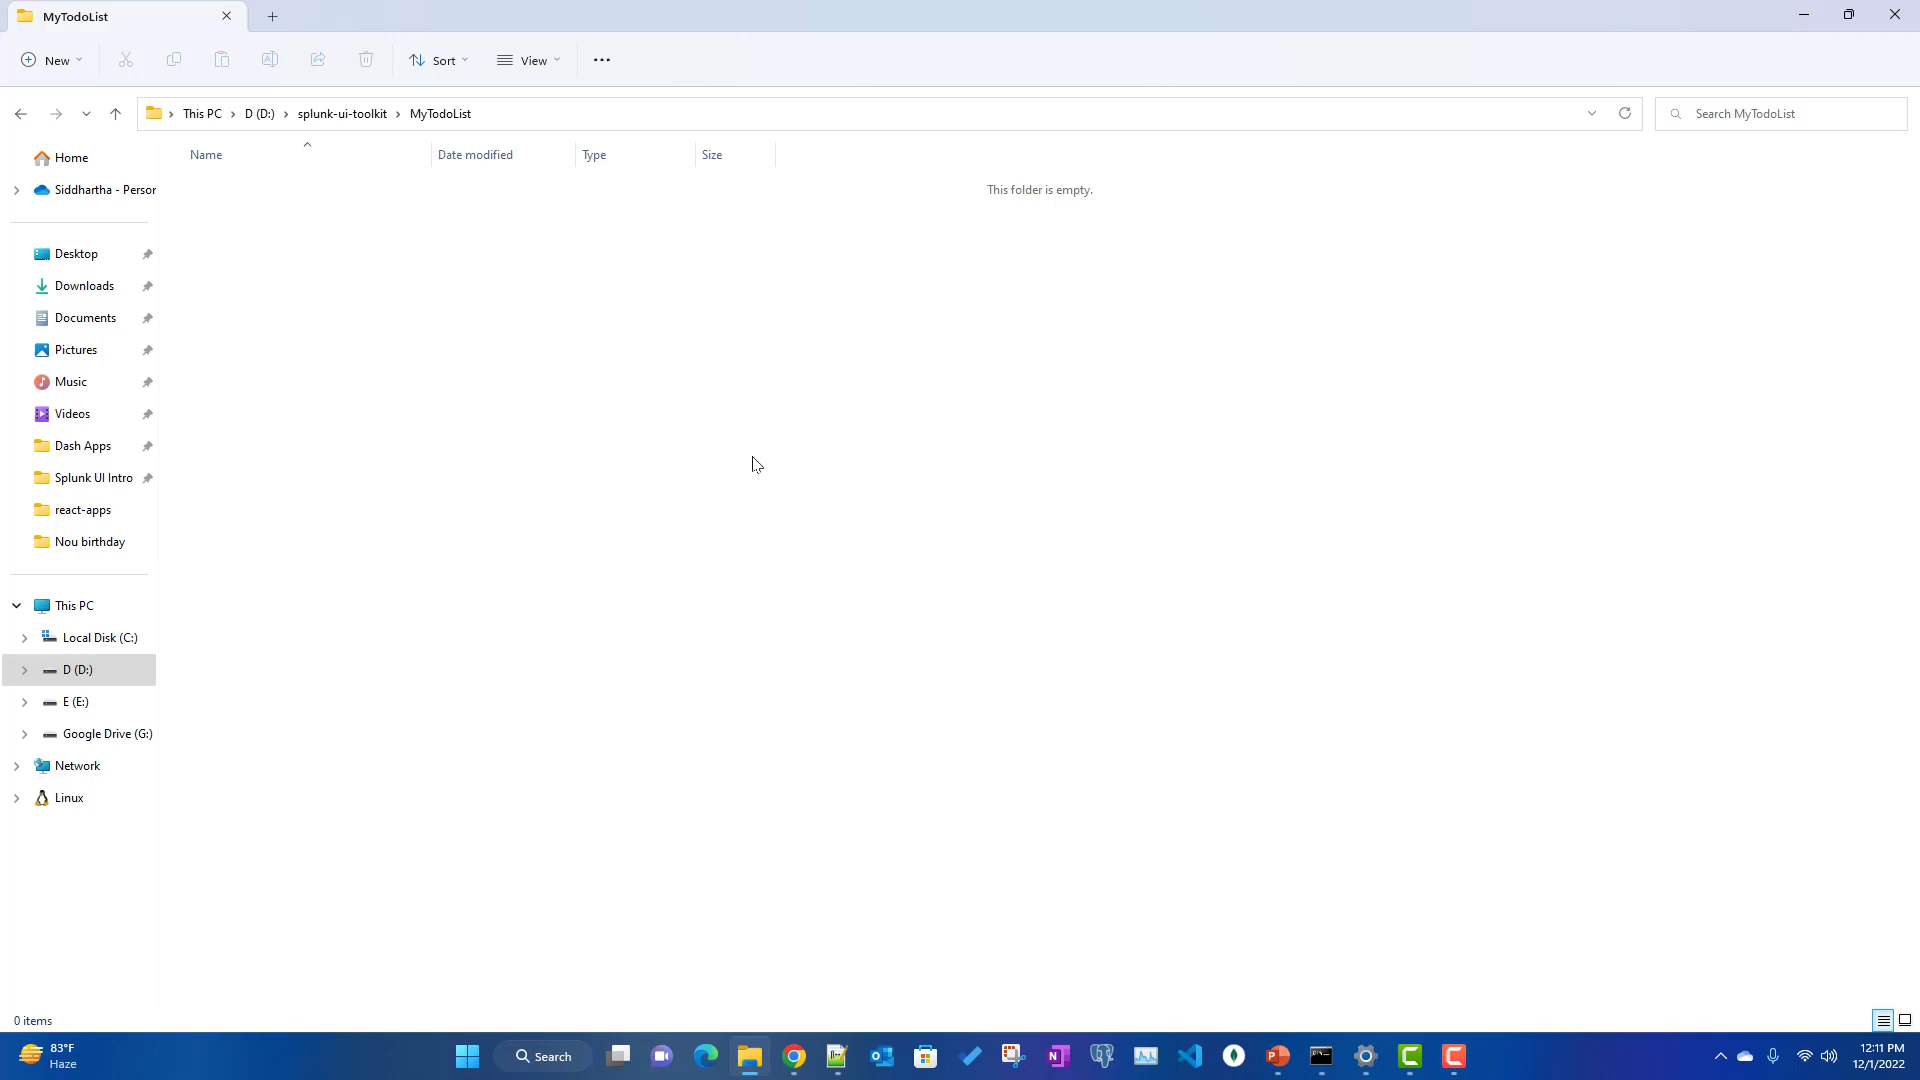 MyTodoList
New
Sort
View
This PC
D (D:)
splunk-ui-toolkit
MyTodoList
Search MyTodoList
Name
Date modified
Type
Size
This folder is empty.
Home
Siddhartha - Person
Desktop
Downloads
Documents
Pictures
Music
Videos
Dash Apps
Splunk UI Intro
react-apps
Nou birthday
This PC
Local Disk (C:)
D (D:)
E (E:)
Google Drive (G:)
Network
Linux
0 items
83°F
Haze
Search
12:11 PM
12/1/2022